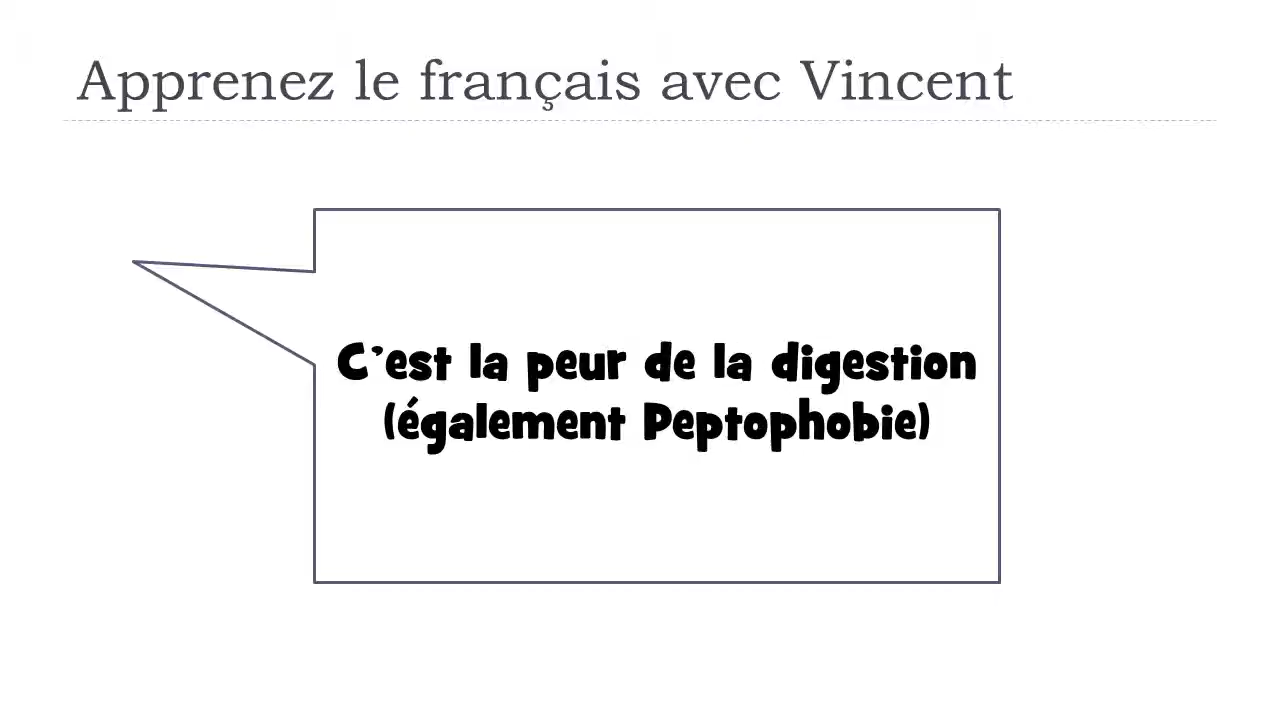 Apprenez le français avec Vincent
C'est la peur de la digestion
(également Peptophobie)